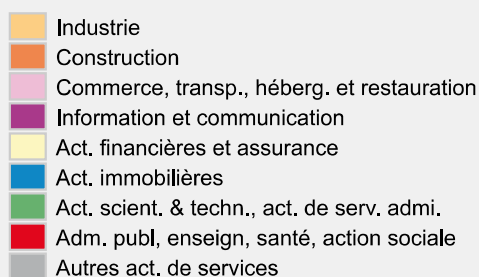 Industrie
Construction
Commerce, transp., héberg. et restauration
Information et communication
Act. financières et assurance
Act. immobilières
Act. scient. & techn., act. de serv. admi.
Adm. publ, enseign, santé, action sociale
Autres act. de services